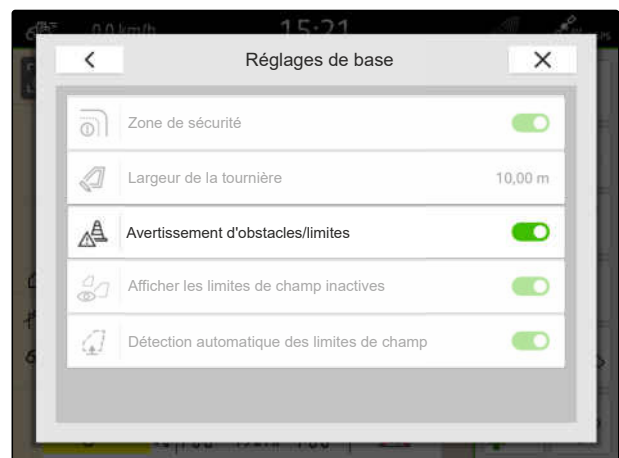 0,0 km/h 15:21
Réglages de base
Zone de sécurité
Largeur de la tournière 10,00 m
Avertissement d'obstacles/limites
Afficher les limites de champ inactives
Détection automatique des limites de champ